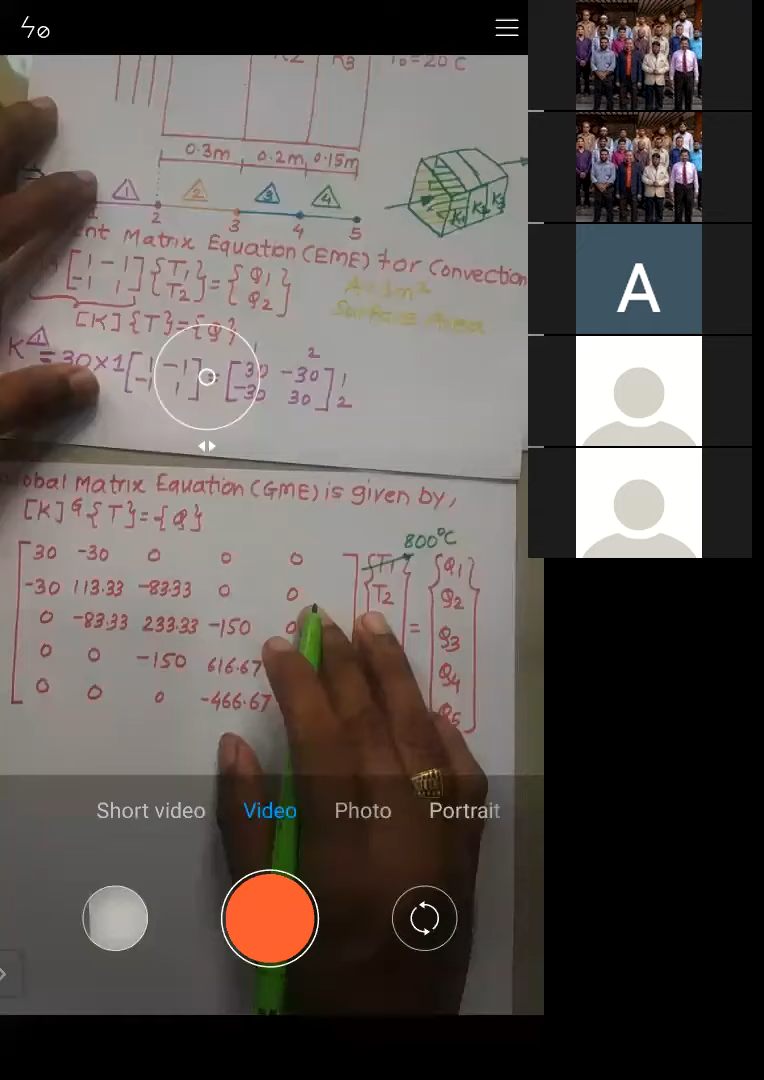 K2 K3 T0=20°C
0.3m 0.2m 0.15m
1 2 3 4
2 3 4 5
K1 K2 K3
Matrix Equation (EME) for Convection
[1 -1 -1 1] {T1 T2} = {Q1 Q2}
A=1m²
Surface Area
[K]{T}={Q}
K 1 = 30×1 [1 -1 -1 1] = [30 -30 -30 30] 1 2
Global Matrix Equation (GME) is given by,
[K]G {T}={Q}
800°C
30 -30 0 0 0 T1 Q1
-30 113.33 -83.33 0 0 T2 Q2
0 -83.33 233.33 -150 0 = Q3
0 0 -150 616.67 Q4
0 0 0 -466.67 Q5
A
Short video Video Photo Portrait